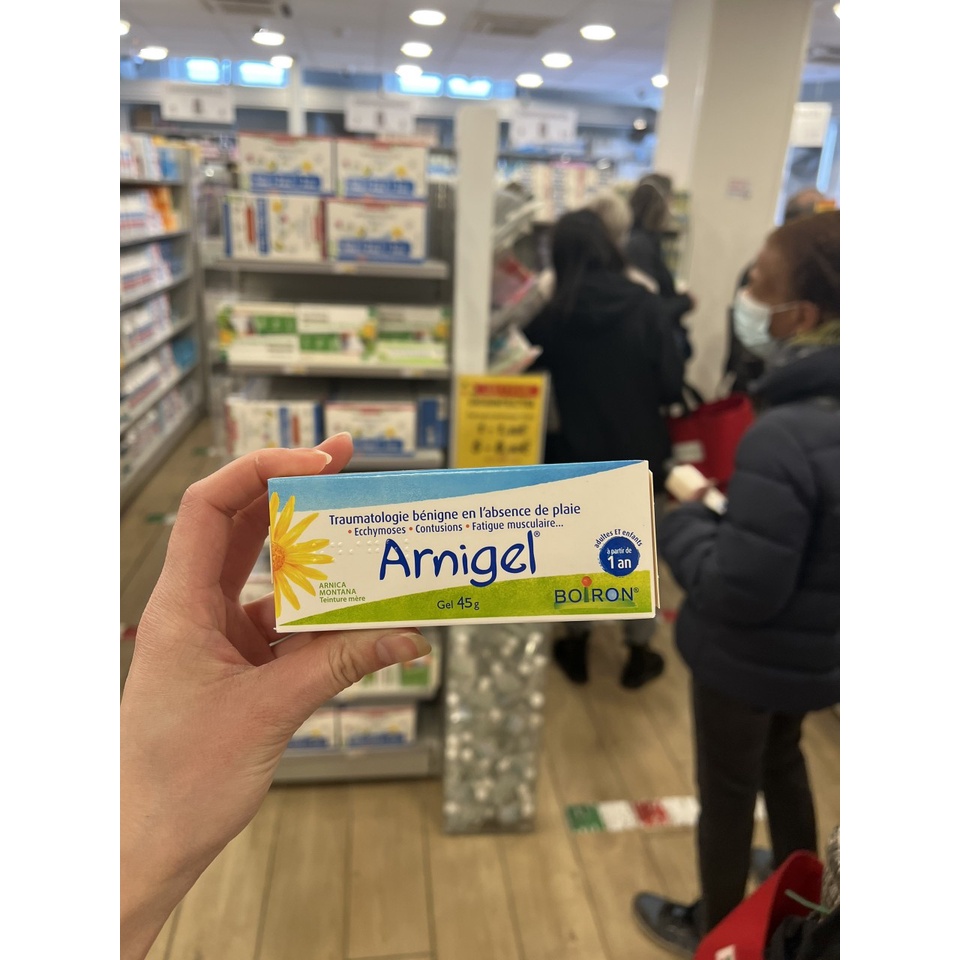 Traumatologie bénigne en l'absence de plaie
• Ecchymoses • Contusions • Fatigue musculaire...
Arnigel®
adultes ET enfants
à partir de
1 an
ARNICA
MONTANA
Teinture mère
Gel 45g
BOIRON®